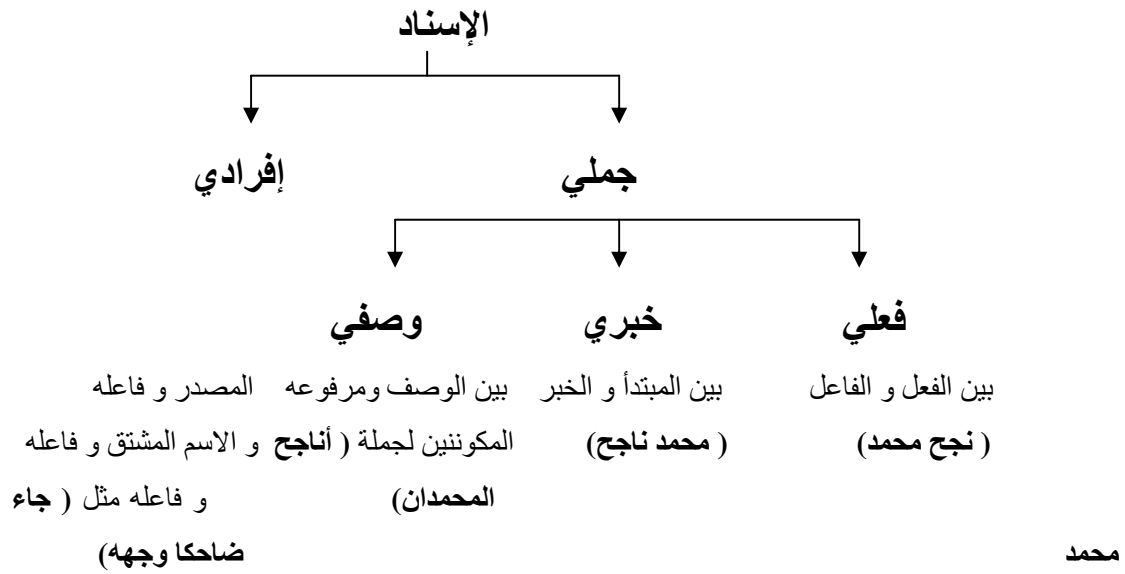 الإسناد
جملي إفرادي
فعلي خبري وصفي
بين الفعل و الفاعل بين المبتدأ و الخبر بين الوصف ومرفوعه المصدر و فاعله
( نجح محمد) ( محمد ناجح) المكوننين لجملة ( أناجح و الاسم المشتق و فاعله
المحمدان) و فاعله مثل ( جاء
محمد ضاحكا وجهه)